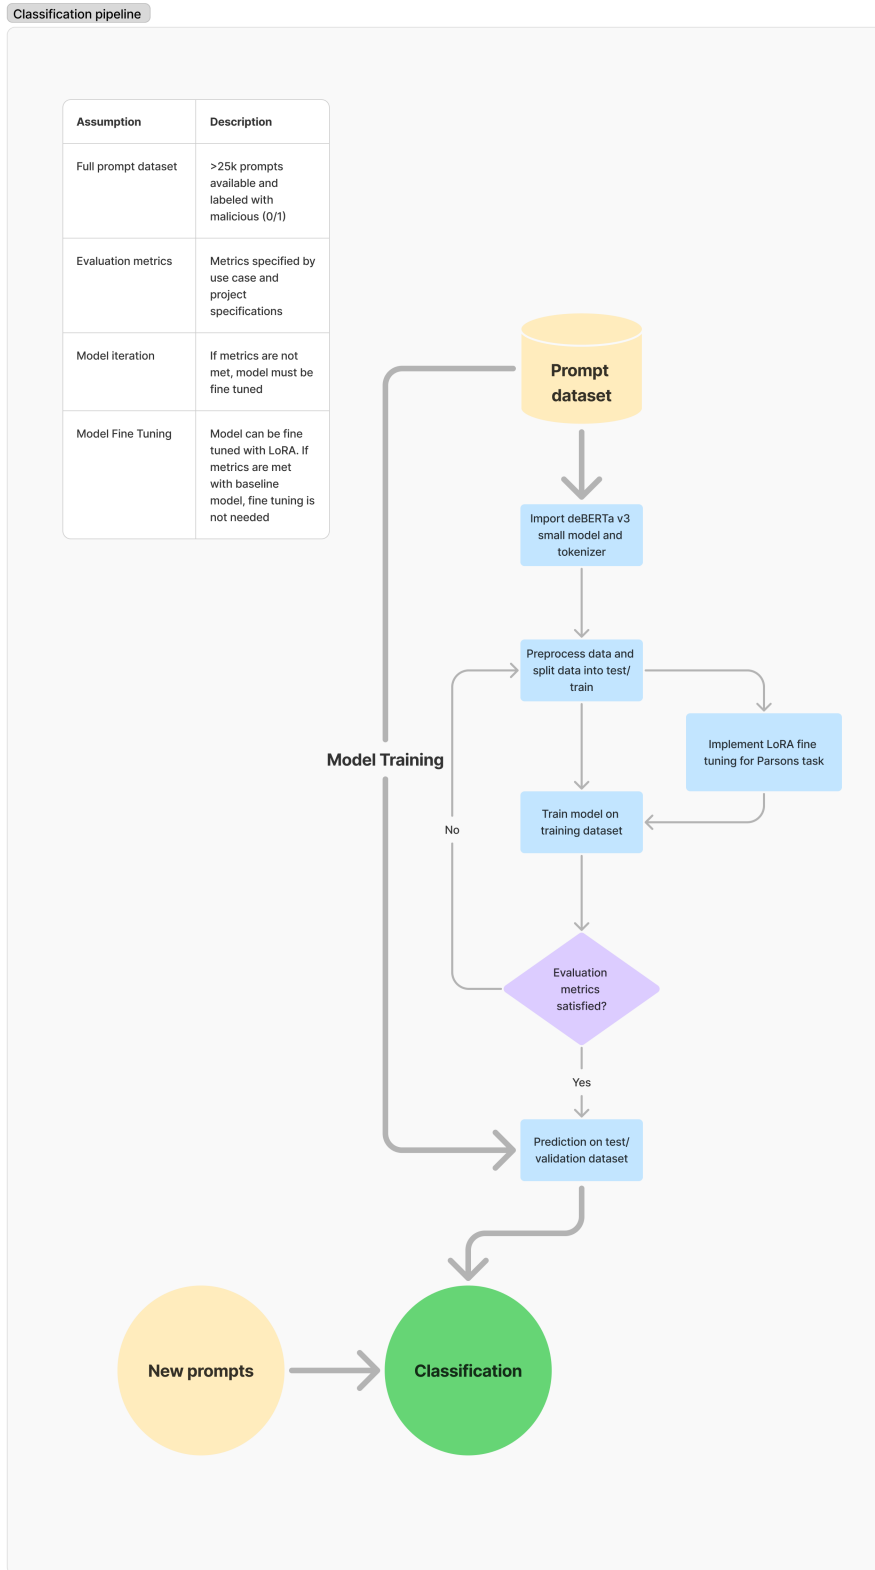 Classification pipeline
Assumption
Description
Full prompt dataset
>25k prompts
available and
labeled with
malicious (0/1)
Evaluation metrics
Metrics specified by
use case and
project
specifications
Model iteration
If metrics are not
met, model must be
fine tuned
Model Fine Tuning
Model can be fine
tuned with LoRA. If
metrics are met
with baseline
model, fine tuning is
not needed
Prompt
dataset
Import deBERTa v3
small model and
tokenizer
Preprocess data and
split data into test/
train
Implement LoRA fine
tuning for Parsons task
Model Training
Train model on
training dataset
No
Evaluation
metrics
satisfied?
Yes
Prediction on test/
validation dataset
New prompts
Classification